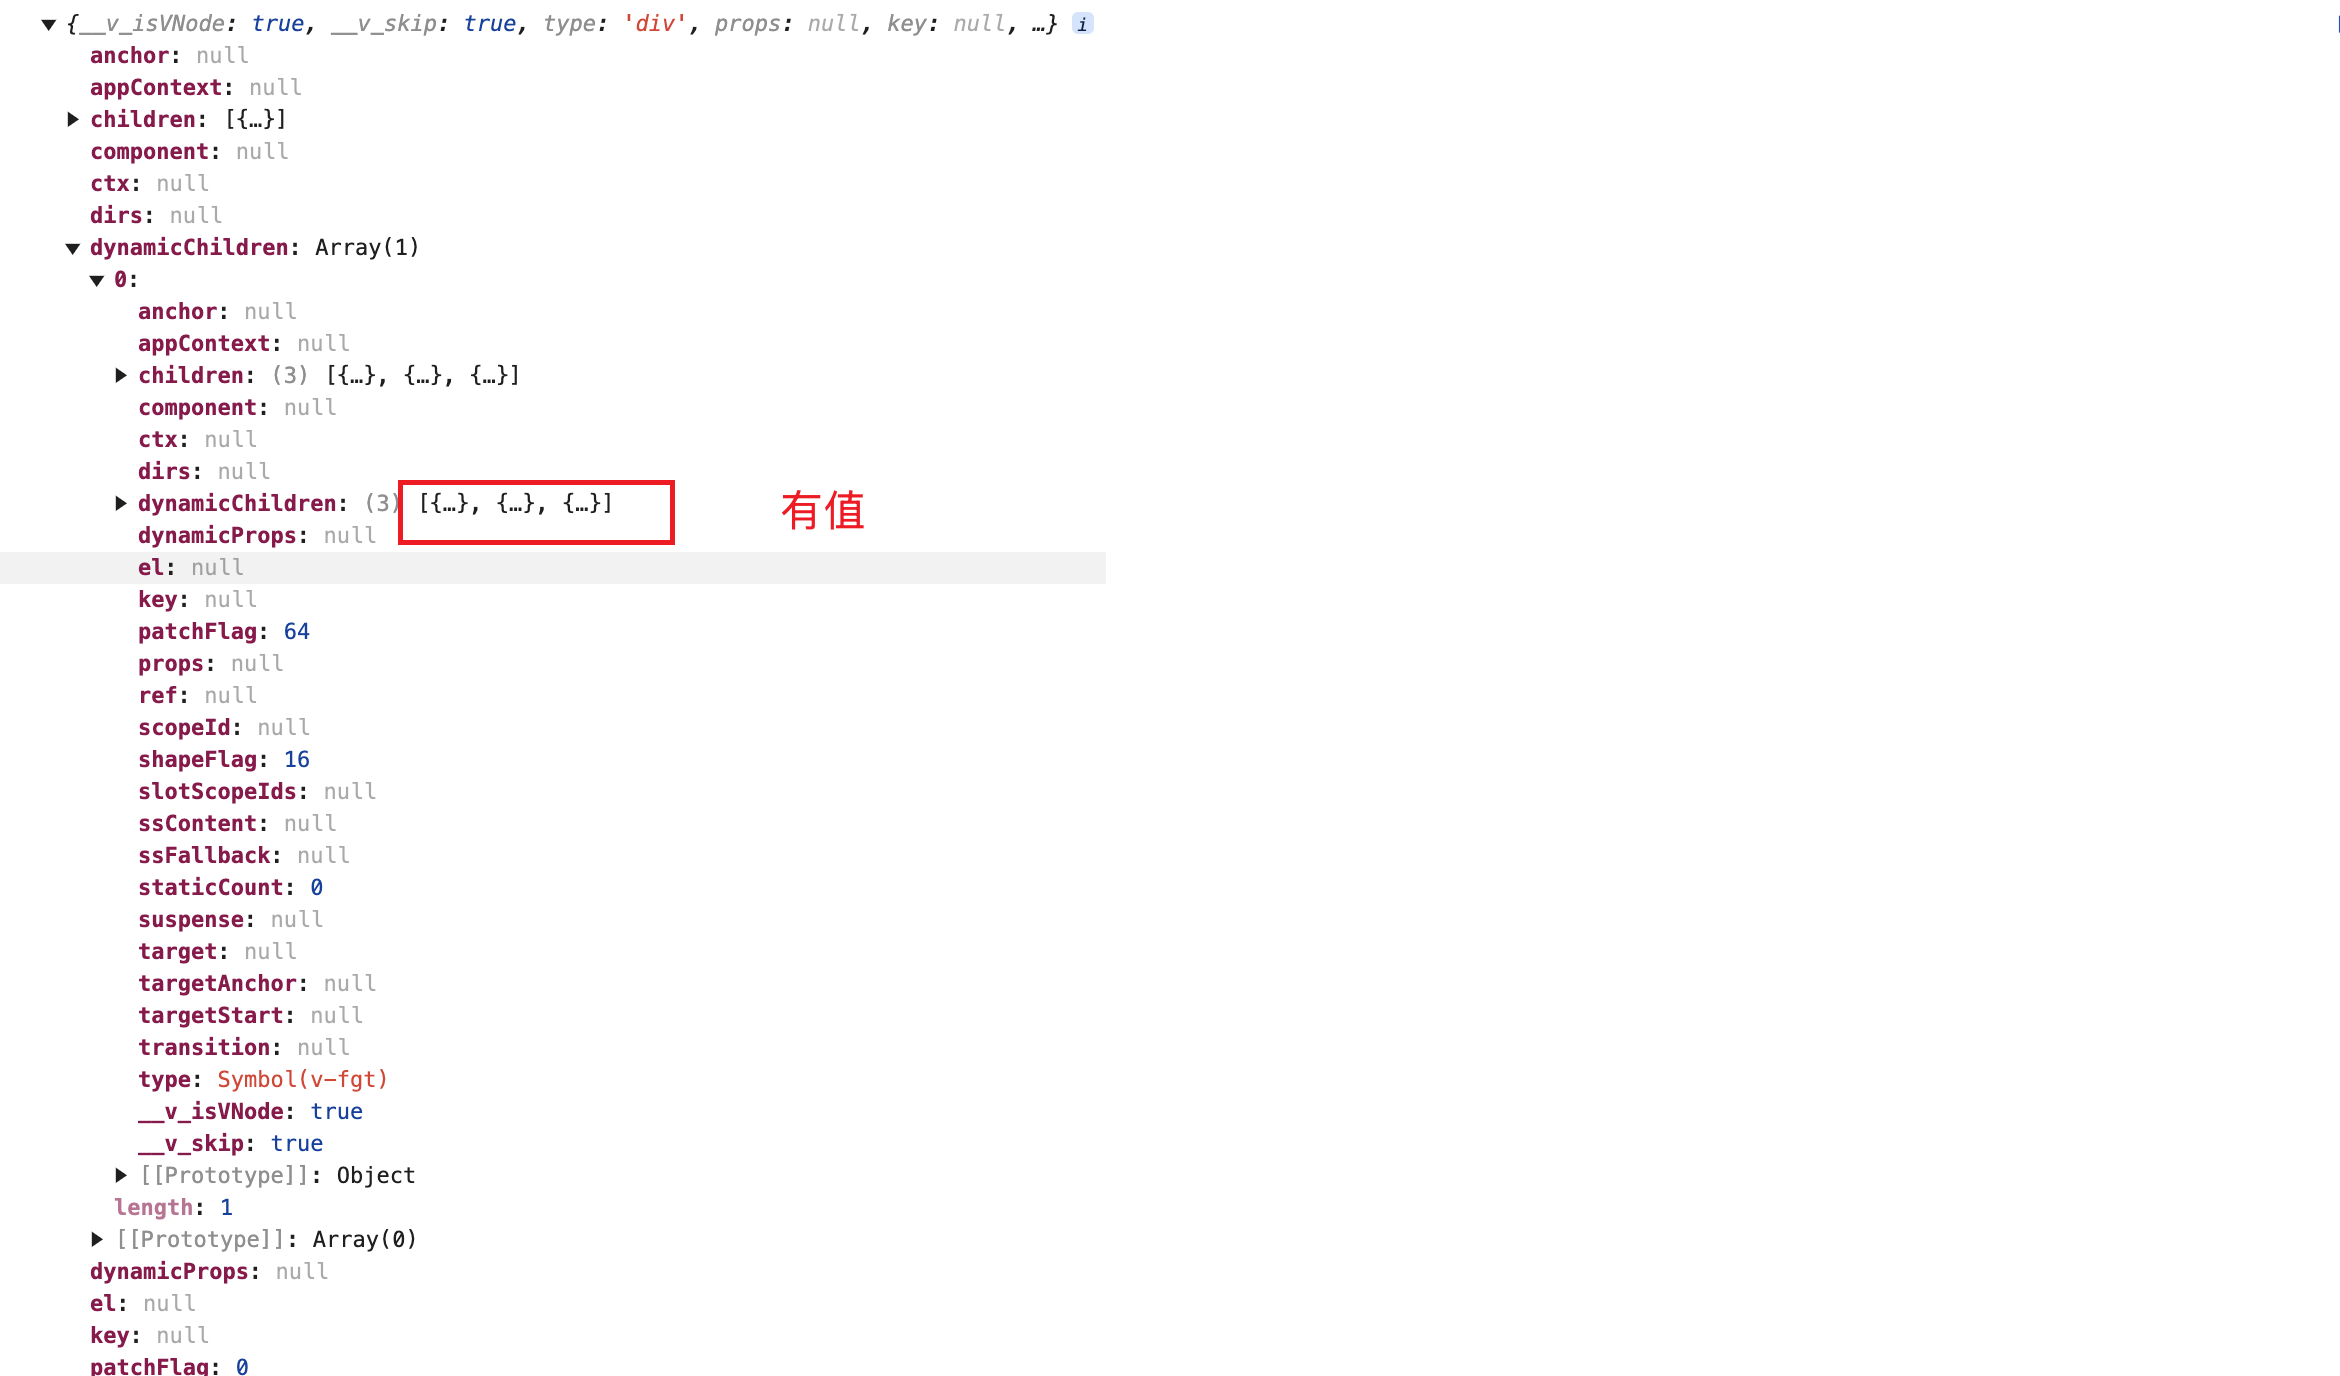 {__v_isVNode: true, __v_skip: true, type: 'div', props: null, key: null, …} i
anchor: null
appContext: null
children: [{…}]
component: null
ctx: null
dirs: null
dynamicChildren: Array(1)
0:
anchor: null
appContext: null
children: (3) [{…}, {…}, {…}]
component: null
ctx: null
dirs: null
dynamicChildren: (3) [{…}, {…}, {…}] 有值
dynamicProps: null
el: null
key: null
patchFlag: 64
props: null
ref: null
scopeId: null
shapeFlag: 16
slotScopeIds: null
ssContent: null
ssFallback: null
staticCount: 0
suspense: null
target: null
targetAnchor: null
targetStart: null
transition: null
type: Symbol(v-fgt)
__v_isVNode: true
__v_skip: true
[[Prototype]]: Object
length: 1
[[Prototype]]: Array(0)
dynamicProps: null
el: null
key: null
patchFlag: 0